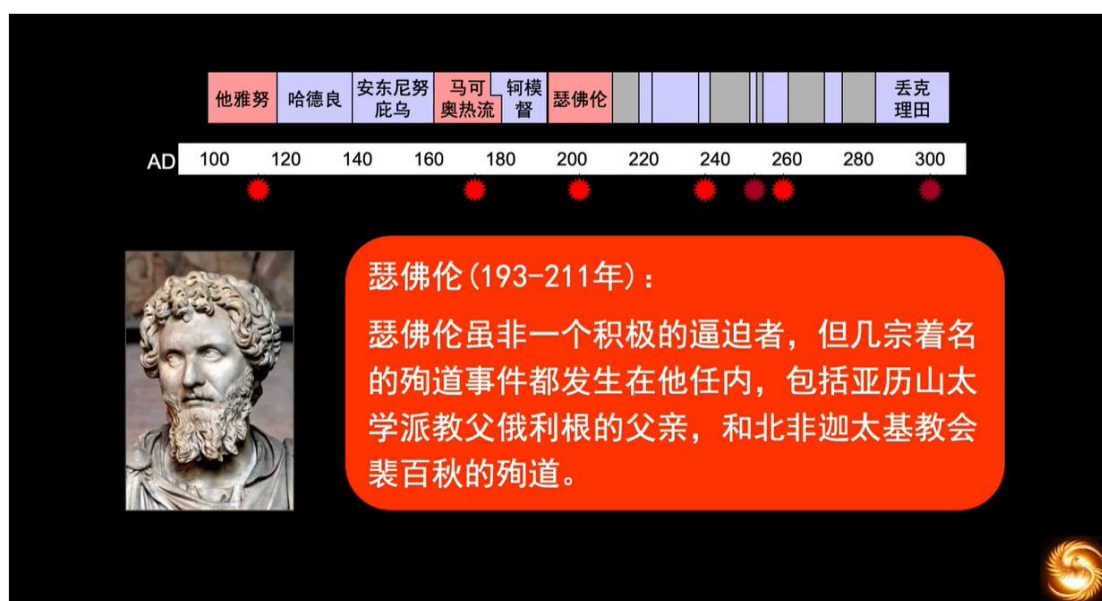 他雅努
哈德良
安东尼努
庇乌
马可
奥热流
轲模
督
瑟佛伦
丢克
理田
AD 100 120 140 160 180 200 220 240 260 280 300
瑟佛伦(193-211年)：
瑟佛伦虽非一个积极的逼迫者，但几宗着名
的殉道事件都发生在他任内，包括亚历山太
学派教父俄利根的父亲，和北非迦太基教会
裴百秋的殉道。